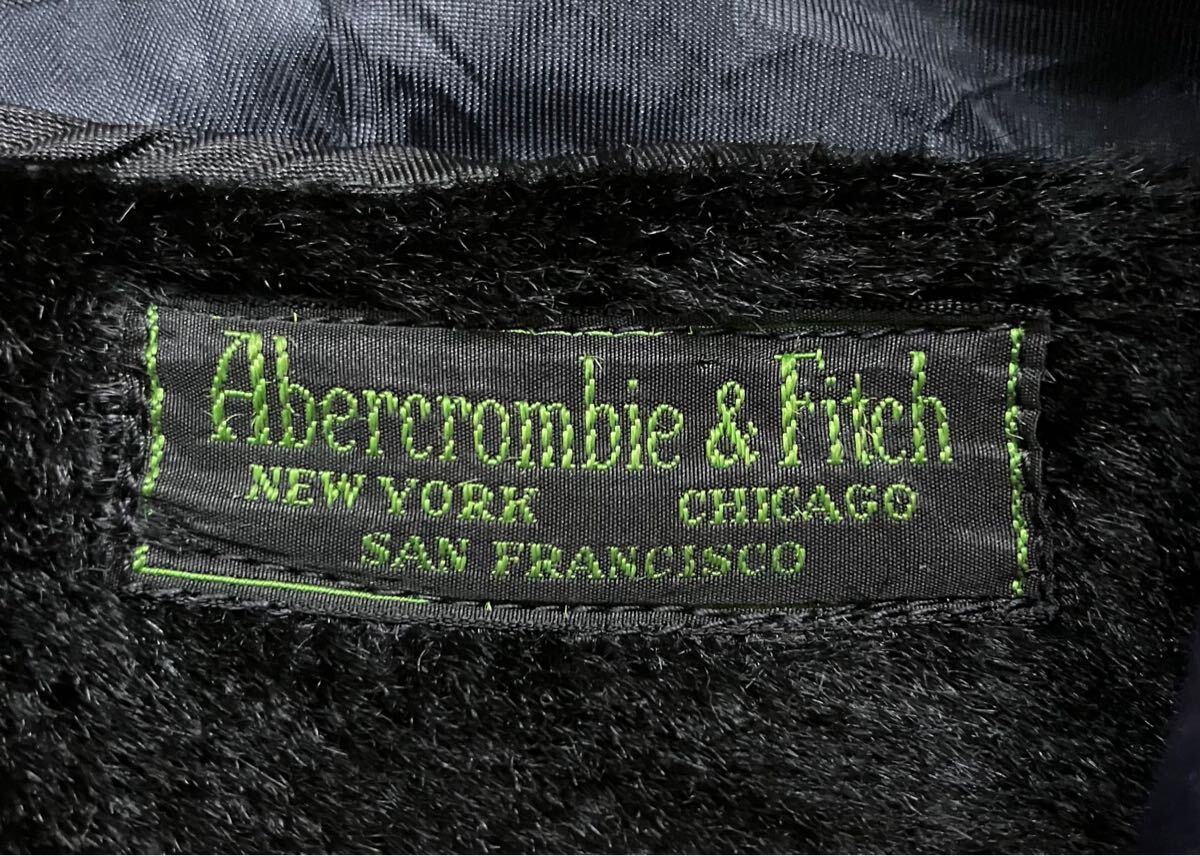 Abercrombie & Fitch
NEW YORK CHICAGO
SAN FRANCISCO